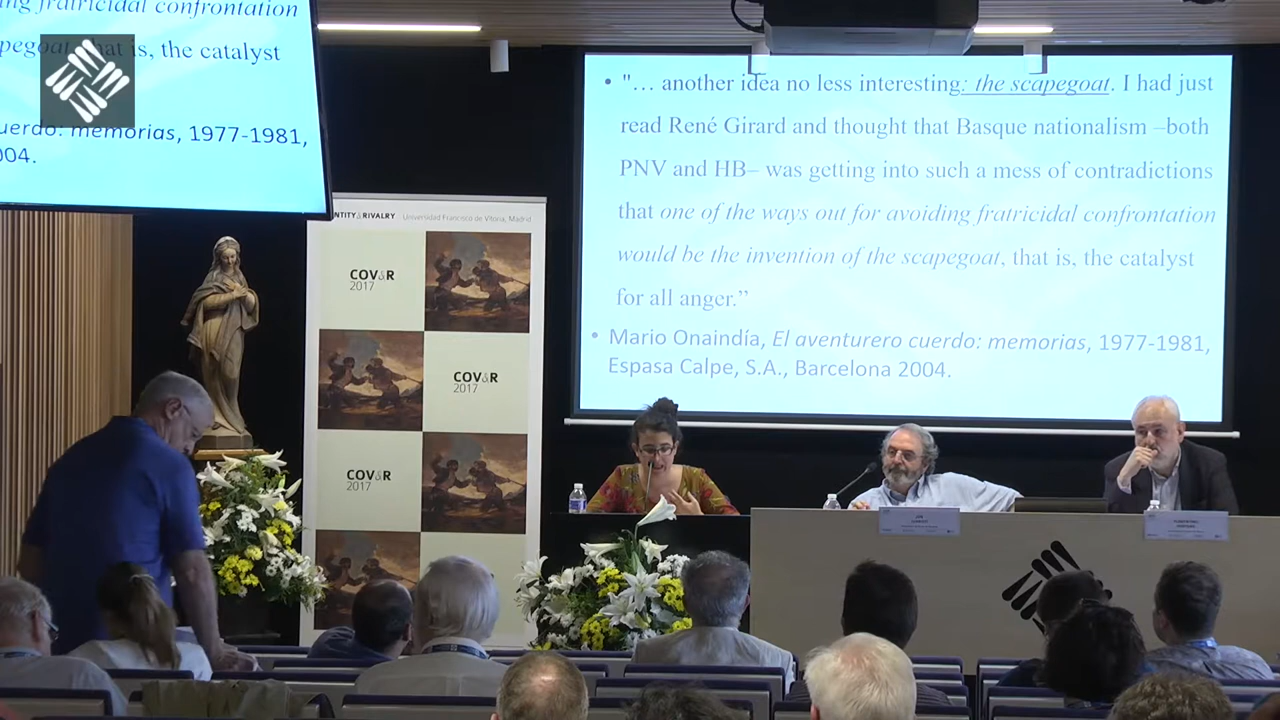 ing fratricidal confrontation
that is, the catalyst
cuerdo: memorias, 1977-1981,
004.
• "… another idea no less interesting: the scapegoat. I had just
read René Girard and thought that Basque nationalism –both
PNV and HB– was getting into such a mess of contradictions
that one of the ways out for avoiding fratricidal confrontation
would be the invention of the scapegoat, that is, the catalyst
for all anger.”
• Mario Onaindía, El aventurero cuerdo: memorias, 1977-1981,
Espasa Calpe, S.A., Barcelona 2004.
NTITY&RIVALRY Universidad Francisco de Vitoria, Madrid
COV&R
2017
COV&R
2017
COV&R
2017